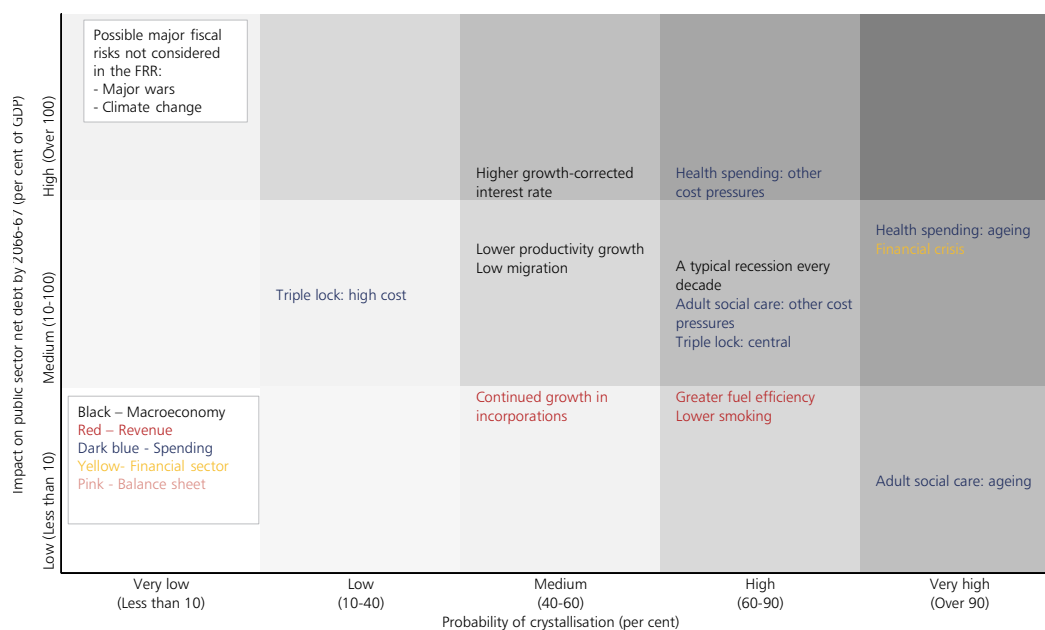 Possible major fiscal
risks not considered
in the FRR:
- Major wars
- Climate change
Higher growth-corrected
interest rate
Health spending: other
cost pressures
Health spending: ageing
Financial crisis
Lower productivity growth
Low migration
A typical recession every
decade
Adult social care: other cost
pressures
Triple lock: central
Triple lock: high cost
Continued growth in
incorporations
Greater fuel efficiency
Lower smoking
Adult social care: ageing
Black – Macroeconomy
Red – Revenue
Dark blue - Spending
Yellow- Financial sector
Pink - Balance sheet
Impact on public sector net debt by 2066-67 (per cent of GDP)
High (Over 100)
Medium (10-100)
Low (Less than 10)
Very low
(Less than 10)
Low
(10-40)
Medium
(40-60)
High
(60-90)
Very high
(Over 90)
Probability of crystallisation (per cent)